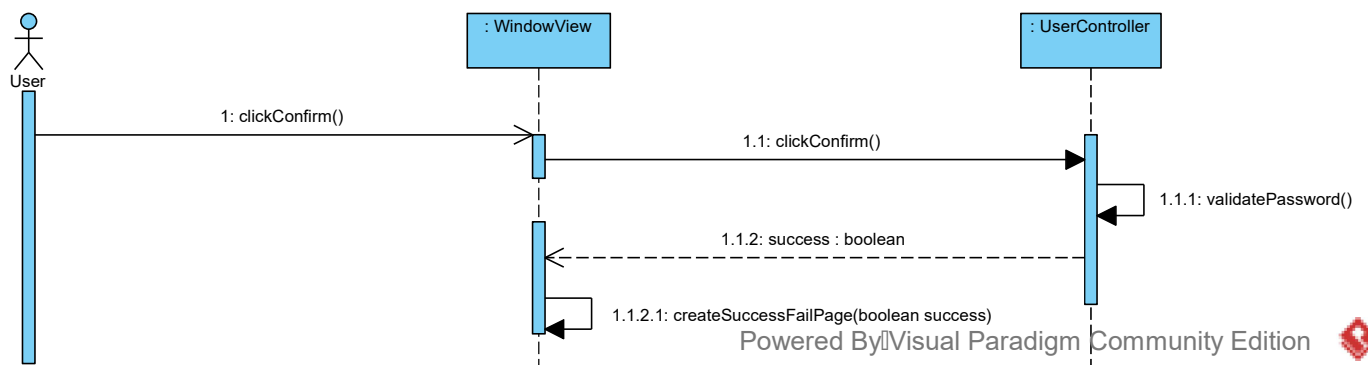 : WindowView
: UserController
User
1: clickConfirm()
1.1: clickConfirm()
1.1.1: validatePassword()
1.1.2: success : boolean
1.1.2.1: createSuccessFailPage(boolean success)
Powered By▯Visual Paradigm Community Edition